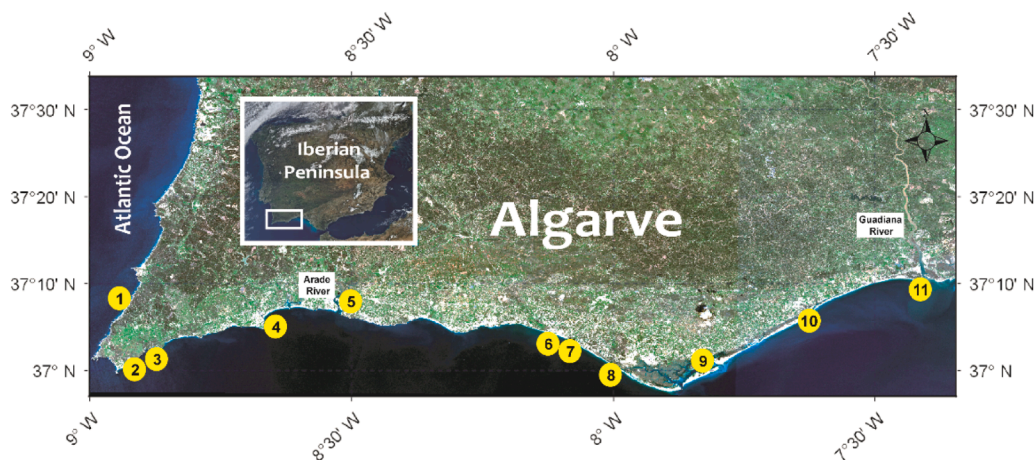 9° W
8°30' W
8° W
7°30' W
37°30' N
37°20' N
37°10' N
37° N
Atlantic Ocean
Iberian
Peninsula
Algarve
Arade
River
Guadiana
River
N
1
2
3
4
5
6
7
8
9
10
11
37°30' N
37°20' N
37°10' N
37° N
9° W
8°30' W
8° W
7°30' W